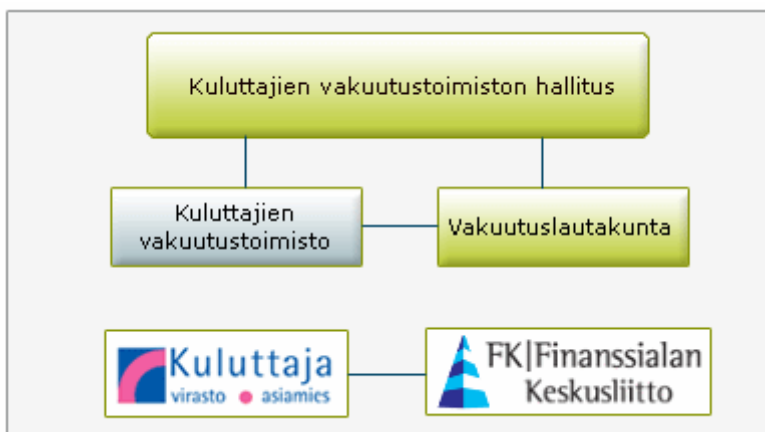 Kuluttajien vakuutustoimiston hallitus
Kuluttajien
vakuutustoimisto
Vakuutuslautakunta
Kuluttaja
virasto ● asiamies
FK|Finanssialan
Keskusliitto